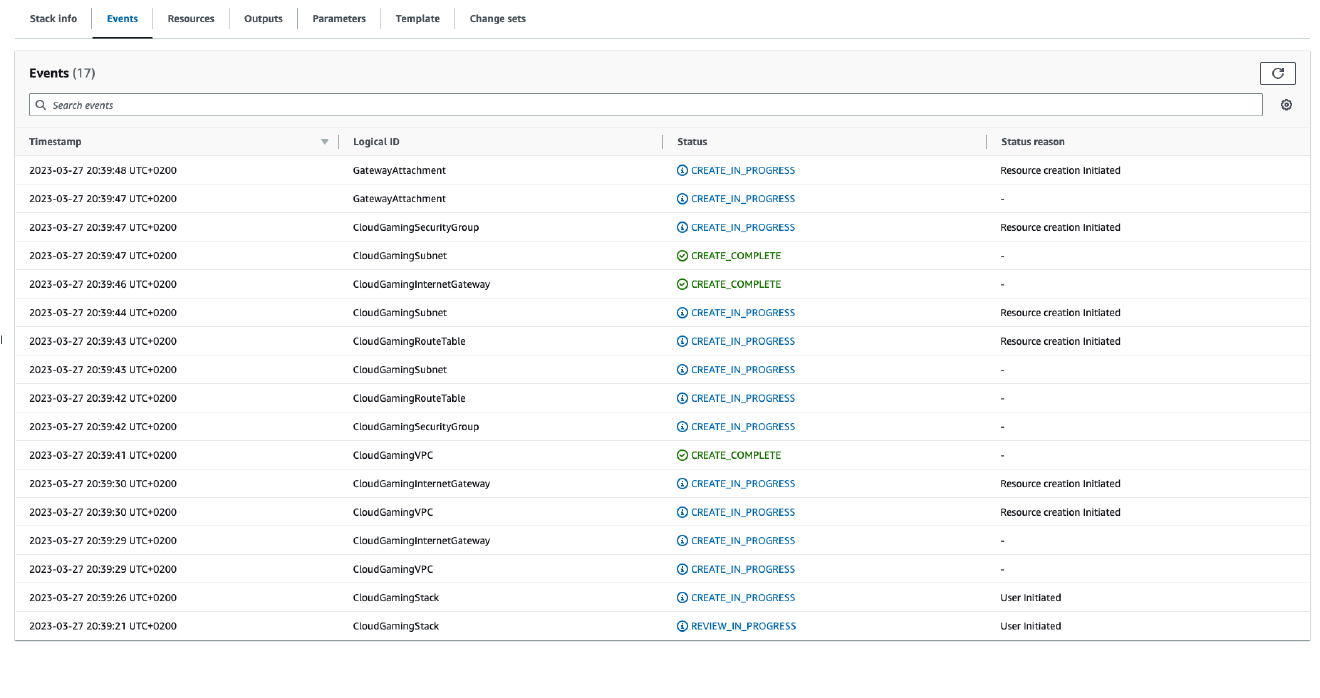 Stack info Events Resources Outputs Parameters Template Change sets
Events (17)
Search events
Timestamp Logical ID Status Status reason
2023-03-27 20:39:48 UTC+0200 GatewayAttachment CREATE_IN_PROGRESS Resource creation Initiated
2023-03-27 20:39:47 UTC+0200 GatewayAttachment CREATE_IN_PROGRESS -
2023-03-27 20:39:47 UTC+0200 CloudGamingSecurityGroup CREATE_IN_PROGRESS Resource creation Initiated
2023-03-27 20:39:47 UTC+0200 CloudGamingSubnet CREATE_COMPLETE -
2023-03-27 20:39:46 UTC+0200 CloudGamingInternetGateway CREATE_COMPLETE -
2023-03-27 20:39:44 UTC+0200 CloudGamingSubnet CREATE_IN_PROGRESS Resource creation Initiated
2023-03-27 20:39:43 UTC+0200 CloudGamingRouteTable CREATE_IN_PROGRESS Resource creation Initiated
2023-03-27 20:39:43 UTC+0200 CloudGamingSubnet CREATE_IN_PROGRESS -
2023-03-27 20:39:42 UTC+0200 CloudGamingRouteTable CREATE_IN_PROGRESS -
2023-03-27 20:39:42 UTC+0200 CloudGamingSecurityGroup CREATE_IN_PROGRESS -
2023-03-27 20:39:41 UTC+0200 CloudGamingVPC CREATE_COMPLETE -
2023-03-27 20:39:30 UTC+0200 CloudGamingInternetGateway CREATE_IN_PROGRESS Resource creation Initiated
2023-03-27 20:39:30 UTC+0200 CloudGamingVPC CREATE_IN_PROGRESS Resource creation Initiated
2023-03-27 20:39:29 UTC+0200 CloudGamingInternetGateway CREATE_IN_PROGRESS -
2023-03-27 20:39:29 UTC+0200 CloudGamingVPC CREATE_IN_PROGRESS -
2023-03-27 20:39:26 UTC+0200 CloudGamingStack CREATE_IN_PROGRESS User Initiated
2023-03-27 20:39:21 UTC+0200 CloudGamingStack REVIEW_IN_PROGRESS User Initiated